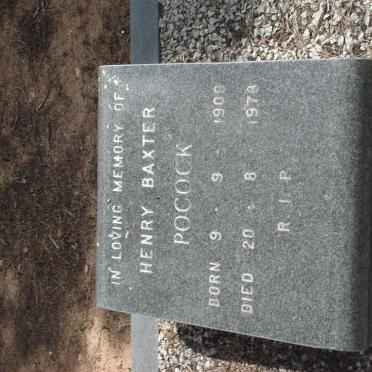 IN LOVING MEMORY OF
HENRY BAXTER
POCOCK
BORN 9 · 9 · 1900
DIED 20 · 8 · 1978
R . I . P